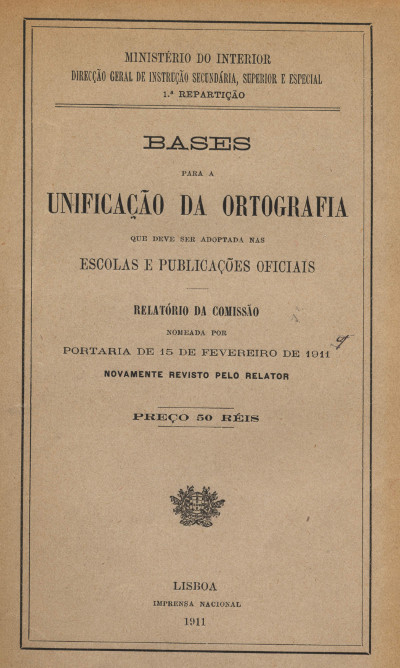 MINISTÉRIO DO INTERIOR
DIRECÇÃO GERAL DE INSTRUÇÃO SECUNDÁRIA, SUPERIOR E ESPECIAL
1.ª REPARTIÇÃO
BASES
PARA A
UNIFICAÇÃO DA ORTOGRAFIA
QUE DEVE SER ADOPTADA NAS
ESCOLAS E PUBLICAÇÕES OFICIAIS
RELATÓRIO DA COMISSÃO
NOMEADA POR
PORTARIA DE 15 DE FEVEREIRO DE 1911
NOVAMENTE REVISTO PELO RELATOR
PREÇO 50 RÉIS
LISBOA
IMPRENSA NACIONAL
1911